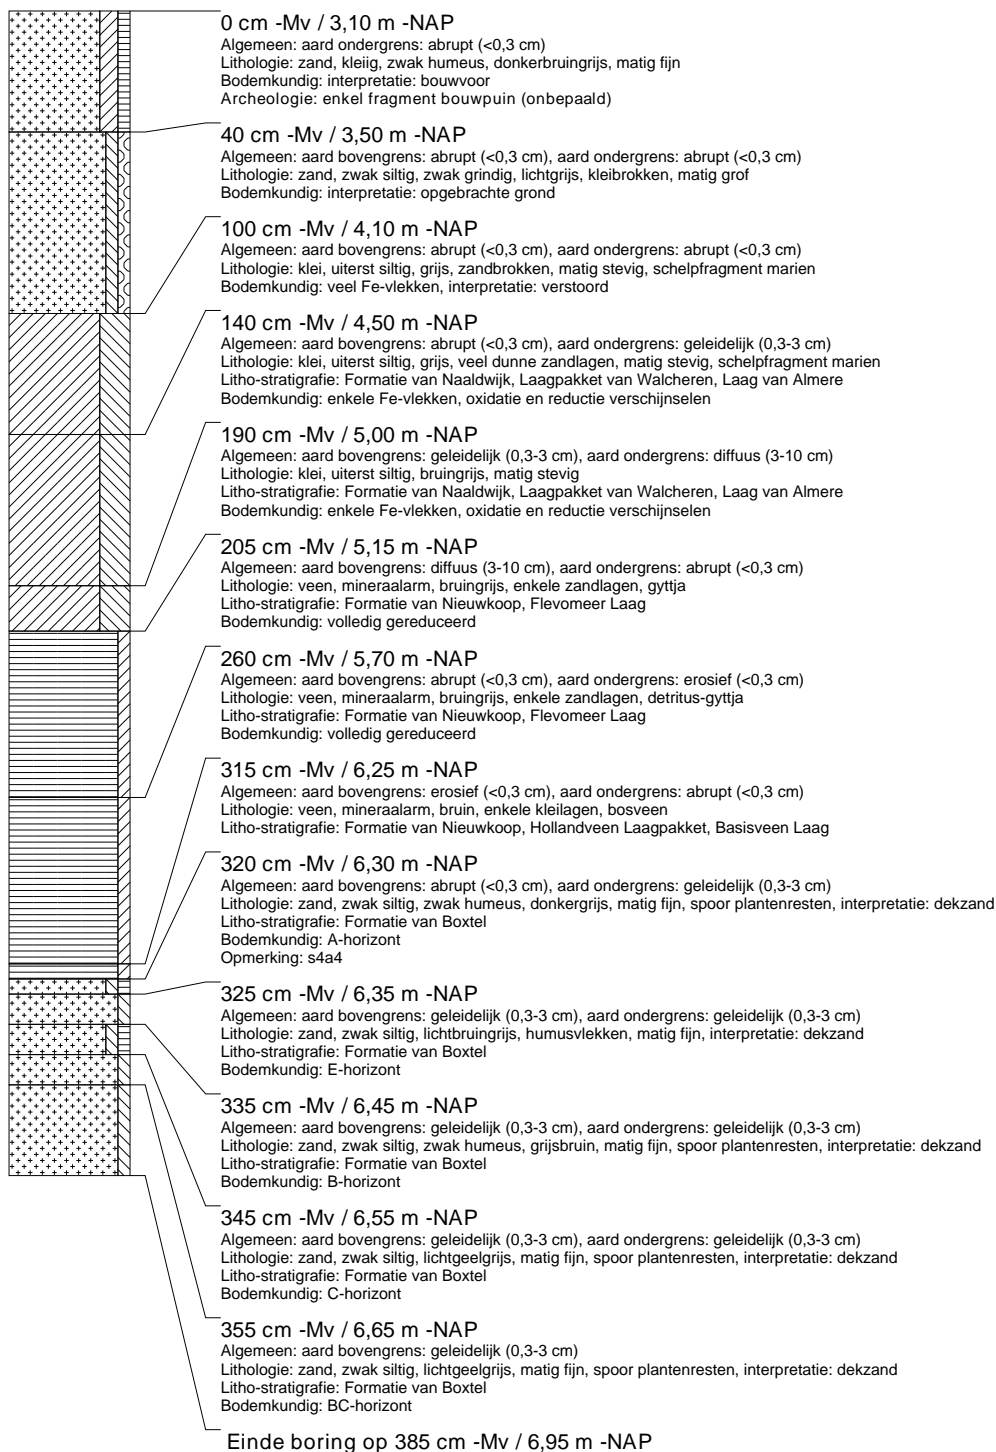 0 cm -Mv / 3,10 m -NAP
Algemeen: aard ondergrens: abrupt (<0,3 cm)
Lithologie: zand, kleiig, zwak humeus, donkerbruingrijs, matig fijn
Bodemkundig: interpretatie: bouwvoor
Archeologie: enkel fragment bouwpuin (onbepaald)
40 cm -Mv / 3,50 m -NAP
Algemeen: aard bovengrens: abrupt (<0,3 cm), aard ondergrens: abrupt (<0,3 cm)
Lithologie: zand, zwak siltig, zwak grindig, lichtgrijs, kleibrokken, matig grof
Bodemkundig: interpretatie: opgebrachte grond
100 cm -Mv / 4,10 m -NAP
Algemeen: aard bovengrens: abrupt (<0,3 cm), aard ondergrens: abrupt (<0,3 cm)
Lithologie: klei, uiterst siltig, grijs, zandbrokken, matig stevig, schelpfragment marien
Bodemkundig: veel Fe-vlekken, interpretatie: verstoord
140 cm -Mv / 4,50 m -NAP
Algemeen: aard bovengrens: abrupt (<0,3 cm), aard ondergrens: geleidelijk (0,3-3 cm)
Lithologie: klei, uiterst siltig, grijs, veel dunne zandlagen, matig stevig, schelpfragment marien
Litho-stratigrafie: Formatie van Naaldwijk, Laagpakket van Walcheren, Laag van Almere
Bodemkundig: enkele Fe-vlekken, oxidatie en reductie verschijnselen
190 cm -Mv / 5,00 m -NAP
Algemeen: aard bovengrens: geleidelijk (0,3-3 cm), aard ondergrens: diffuus (3-10 cm)
Lithologie: klei, uiterst siltig, bruingrijs, matig stevig
Litho-stratigrafie: Formatie van Naaldwijk, Laagpakket van Walcheren, Laag van Almere
Bodemkundig: enkele Fe-vlekken, oxidatie en reductie verschijnselen
205 cm -Mv / 5,15 m -NAP
Algemeen: aard bovengrens: diffuus (3-10 cm), aard ondergrens: abrupt (<0,3 cm)
Lithologie: veen, mineraalarm, bruingrijs, enkele zandlagen, gyttja
Litho-stratigrafie: Formatie van Nieuwkoop, Flevomeer Laag
Bodemkundig: volledig gereduceerd
260 cm -Mv / 5,70 m -NAP
Algemeen: aard bovengrens: abrupt (<0,3 cm), aard ondergrens: erosief (<0,3 cm)
Lithologie: veen, mineraalarm, bruingrijs, enkele zandlagen, detritus-gyttja
Litho-stratigrafie: Formatie van Nieuwkoop, Flevomeer Laag
Bodemkundig: volledig gereduceerd
315 cm -Mv / 6,25 m -NAP
Algemeen: aard bovengrens: erosief (<0,3 cm), aard ondergrens: abrupt (<0,3 cm)
Lithologie: veen, mineraalarm, bruin, enkele kleilagen, bosveen
Litho-stratigrafie: Formatie van Nieuwkoop, Hollandveen Laagpakket, Basisveen Laag
320 cm -Mv / 6,30 m -NAP
Algemeen: aard bovengrens: abrupt (<0,3 cm), aard ondergrens: geleidelijk (0,3-3 cm)
Lithologie: zand, zwak siltig, zwak humeus, donkergrijs, matig fijn, spoor plantenresten, interpretatie: dekzand
Litho-stratigrafie: Formatie van Boxtel
Bodemkundig: A-horizont
Opmerking: s4a4
325 cm -Mv / 6,35 m -NAP
Algemeen: aard bovengrens: geleidelijk (0,3-3 cm), aard ondergrens: geleidelijk (0,3-3 cm)
Lithologie: zand, zwak siltig, lichtbruingrijs, humusvlekken, matig fijn, interpretatie: dekzand
Litho-stratigrafie: Formatie van Boxtel
Bodemkundig: E-horizont
335 cm -Mv / 6,45 m -NAP
Algemeen: aard bovengrens: geleidelijk (0,3-3 cm), aard ondergrens: geleidelijk (0,3-3 cm)
Lithologie: zand, zwak siltig, zwak humeus, grijsbruin, matig fijn, spoor plantenresten, interpretatie: dekzand
Litho-stratigrafie: Formatie van Boxtel
Bodemkundig: B-horizont
345 cm -Mv / 6,55 m -NAP
Algemeen: aard bovengrens: geleidelijk (0,3-3 cm), aard ondergrens: geleidelijk (0,3-3 cm)
Lithologie: zand, zwak siltig, lichtgeelgrijs, matig fijn, spoor plantenresten, interpretatie: dekzand
Litho-stratigrafie: Formatie van Boxtel
Bodemkundig: C-horizont
355 cm -Mv / 6,65 m -NAP
Algemeen: aard bovengrens: geleidelijk (0,3-3 cm)
Lithologie: zand, zwak siltig, lichtgeelgrijs, matig fijn, spoor plantenresten, interpretatie: dekzand
Litho-stratigrafie: Formatie van Boxtel
Bodemkundig: BC-horizont
Einde boring op 385 cm -Mv / 6,95 m -NAP